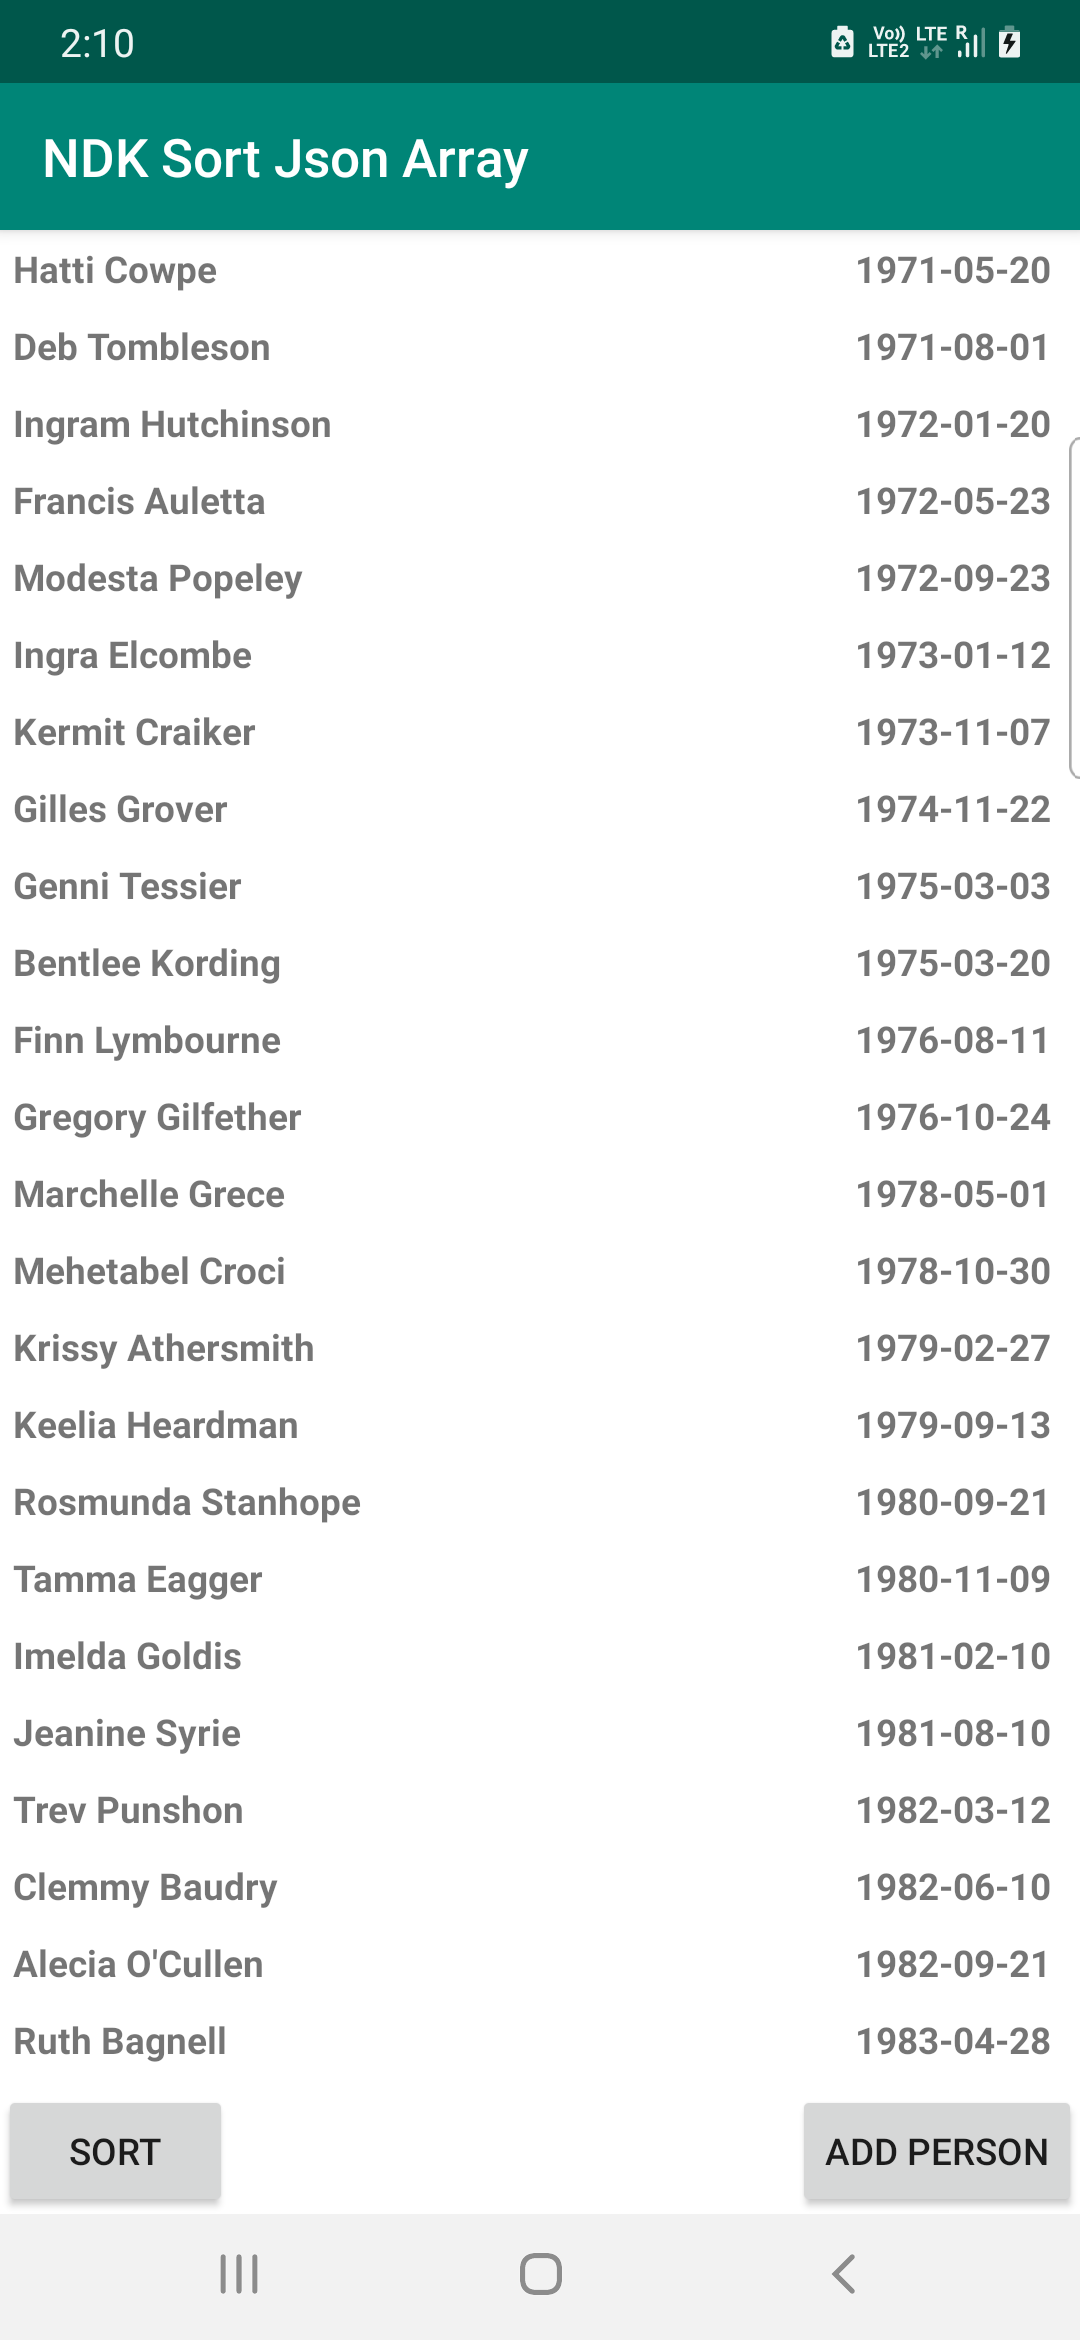 2:10 Vo)) LTE R
LTE2
NDK Sort Json Array
Hatti Cowpe 1971-05-20
Deb Tombleson 1971-08-01
Ingram Hutchinson 1972-01-20
Francis Auletta 1972-05-23
Modesta Popeley 1972-09-23
Ingra Elcombe 1973-01-12
Kermit Craiker 1973-11-07
Gilles Grover 1974-11-22
Genni Tessier 1975-03-03
Bentlee Kording 1975-03-20
Finn Lymbourne 1976-08-11
Gregory Gilfether 1976-10-24
Marchelle Grece 1978-05-01
Mehetabel Croci 1978-10-30
Krissy Athersmith 1979-02-27
Keelia Heardman 1979-09-13
Rosmunda Stanhope 1980-09-21
Tamma Eagger 1980-11-09
Imelda Goldis 1981-02-10
Jeanine Syrie 1981-08-10
Trev Punshon 1982-03-12
Clemmy Baudry 1982-06-10
Alecia O'Cullen 1982-09-21
Ruth Bagnell 1983-04-28
SORT ADD PERSON